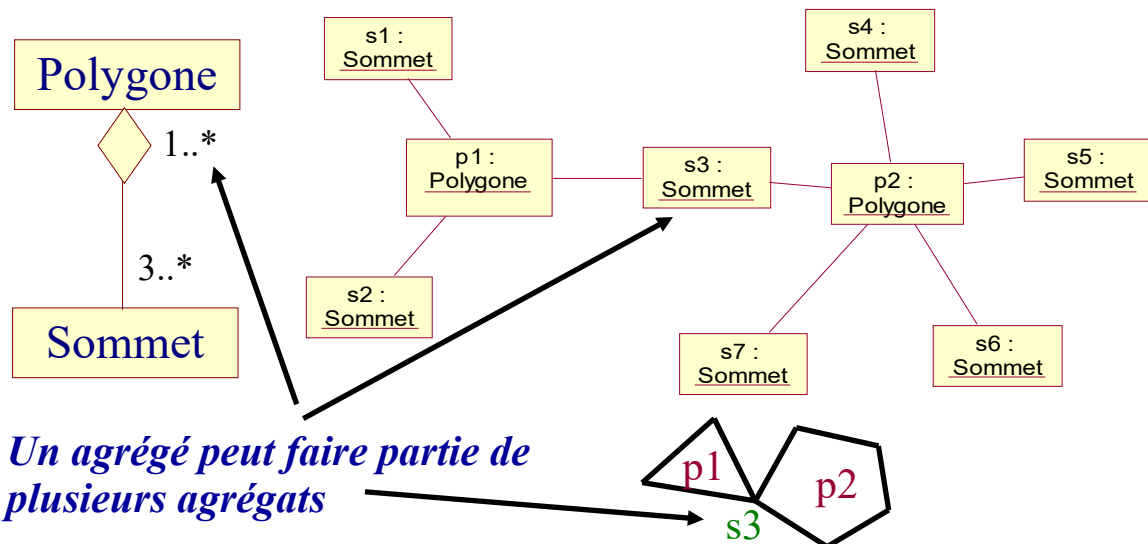 Polygone
1..*
3..*
Sommet
s1 :
Sommet
p1 :
Polygone
s2 :
Sommet
s3 :
Sommet
s4 :
Sommet
p2 :
Polygone
s5 :
Sommet
s7 :
Sommet
s6 :
Sommet
Un agrégé peut faire partie de
plusieurs agrégats
p1
p2
s3